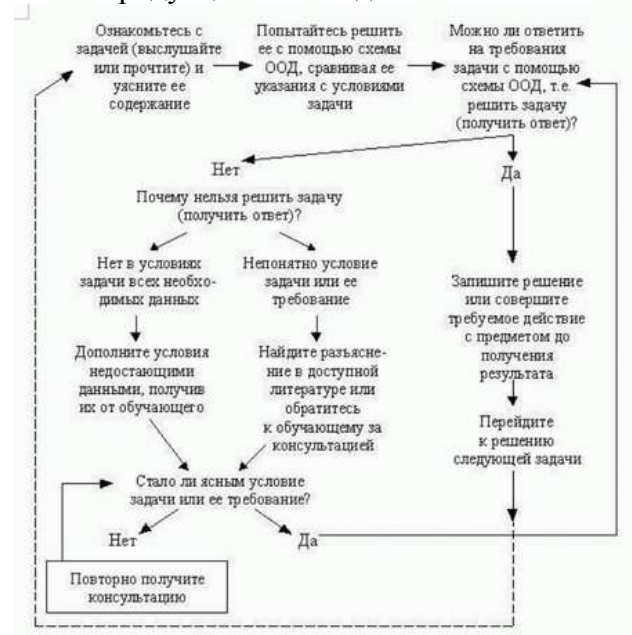 Ознакомьтесь с
задачей (выслушайте
или прочтите) и
уясните ее
содержание
Попытайтесь решить
ее с помощью схемы
ООД, сравнивая ее
указания с условиями
задачи
Можно ли ответить
на требования
задачи с помощью
схемы ООД, т.е.
решить задачу
(получить ответ)?
Нет
Да
Почему нельзя решить задачу
(получить ответ)?
Нет в условиях
задачи всех необхо-
димых данных
Непонятно условие
задачи или ее
требование
Запишите решение
или совершите
требуемое действие
с предметом до
получения
результата
Дополните условия
недостающими
данными, получив
их от обучающего
Найдите разъясне-
ние в доступной
литературе или
обратитесь
к обучающему за
консультацией
Перейдите
к решению
следующей задачи
Стало ли ясным условие
задачи или ее требование?
Нет
Да
Повторно получите
консультацию